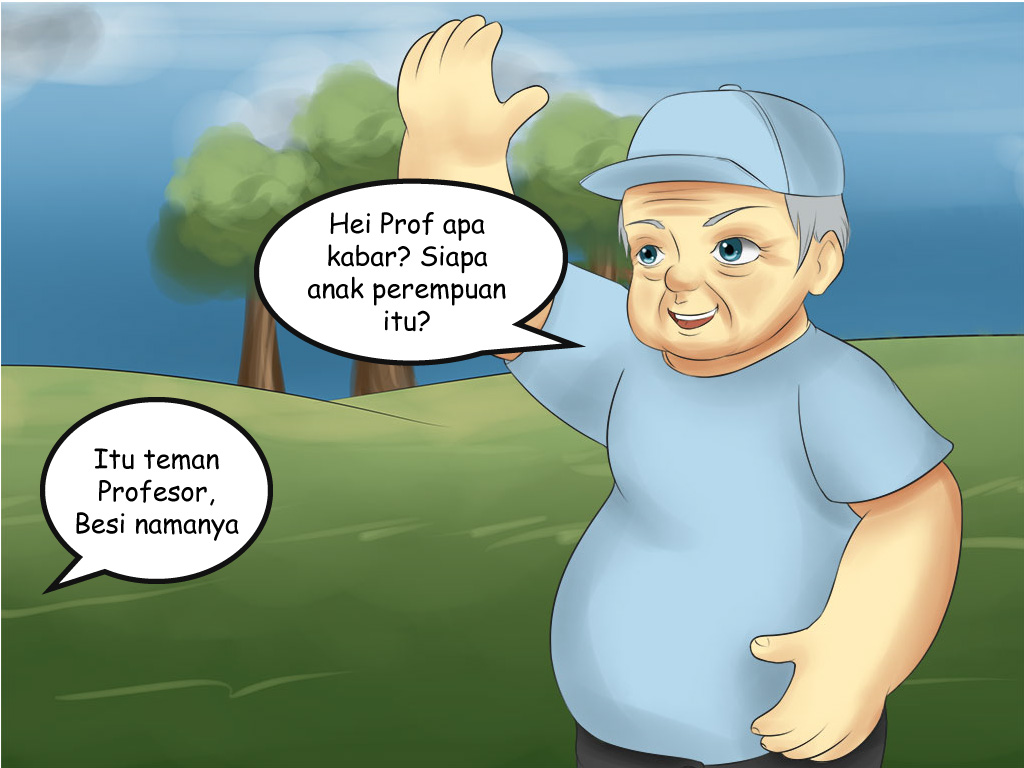 Hei Prof apa
kabar? Siapa
anak perempuan
itu?
Itu teman
Profesor,
Besi namanya